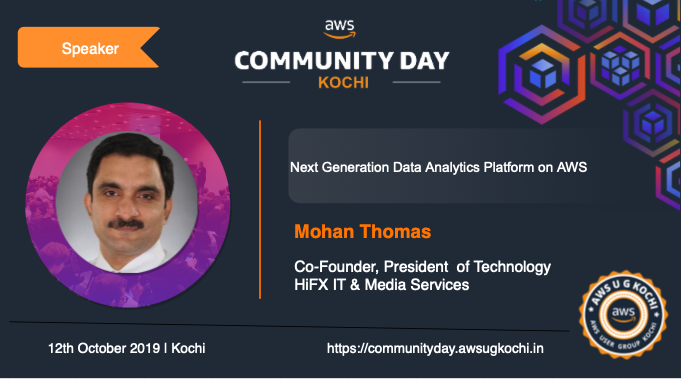 Speaker
aws
COMMUNITY DAY
KOCHI
Next Generation Data Analytics Platform on AWS
Mohan Thomas
Co-Founder, President of Technology
HiFX IT & Media Services
AWS U G KOCHI
aws
AWS USER GROUP KOCHI
12th October 2019 I Kochi
https://communityday.awsugkochi.in